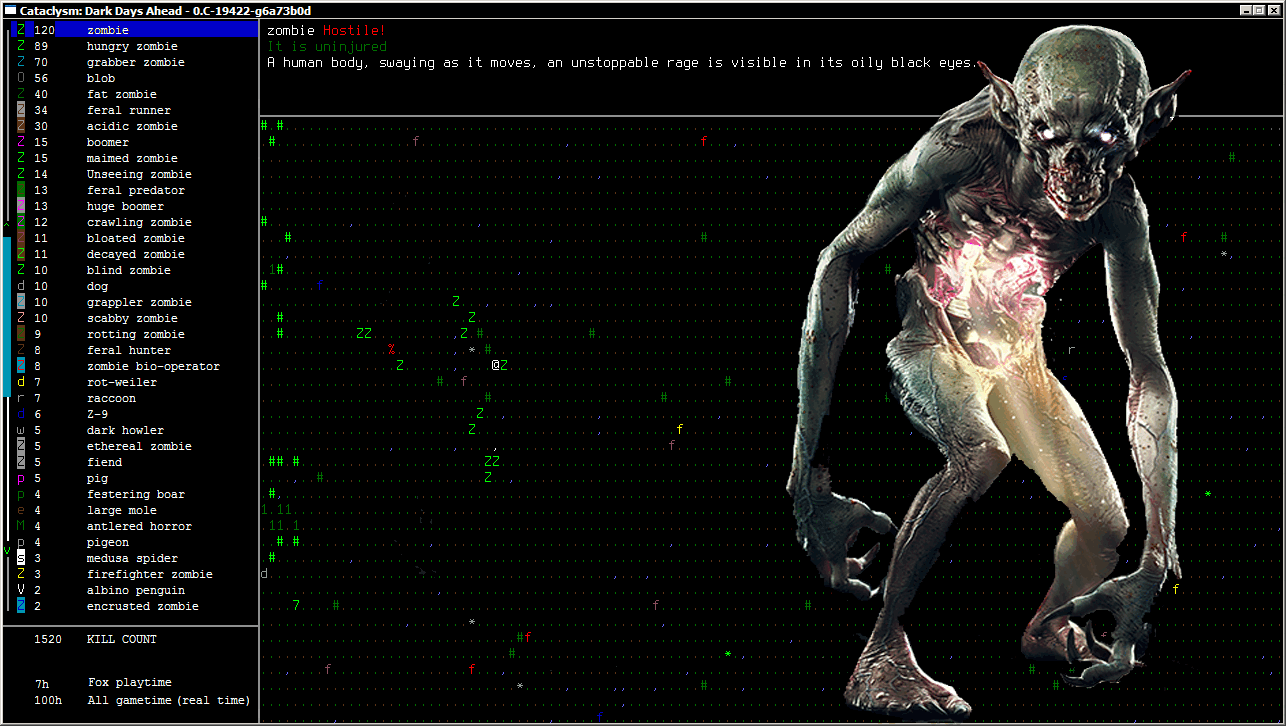 Cataclysm: Dark Days Ahead - 0.C-19422-g6a73b0d
Z 120 zombie
Z 89 hungry zombie
Z 70 grabber zombie
O 56 blob
Z 40 fat zombie
Z 34 feral runner
Z 30 acidic zombie
Z 15 boomer
Z 15 maimed zombie
Z 14 Unseeing zombie
13 feral predator
Z 13 huge boomer
Z 12 crawling zombie
Z 11 bloated zombie
Z 11 decayed zombie
Z 10 blind zombie
d 10 dog
Z 10 grappler zombie
Z 10 scabby zombie
9 rotting zombie
Z 8 feral hunter
Z 8 zombie bio-operator
d 7 rot-weiler
r 7 raccoon
d 6 Z-9
w 5 dark howler
Z 5 ethereal zombie
Z 5 fiend
p 5 pig
p 4 festering boar
e 4 large mole
M 4 antlered horror
p 4 pigeon
s 3 medusa spider
Z 3 firefighter zombie
V 2 albino penguin
Z 2 encrusted zombie
1520 KILL COUNT
7h Fox playtime
100h All gametime (real time)
zombie Hostile!
It is uninjured
A human body, swaying as it moves, an unstoppable rage is visible in its oily black eyes.